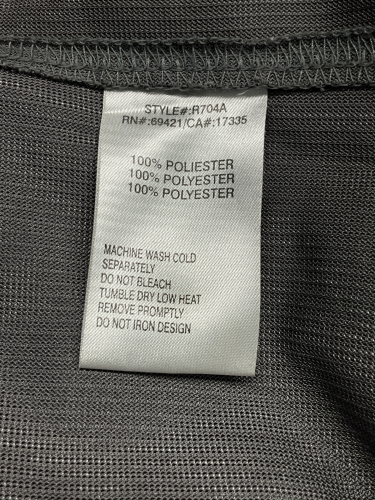 STYLE#:R704A
RN#:69421/CA#:17335
100% POLIESTER
100% POLYESTER
100% POLYESTER
MACHINE WASH COLD
SEPARATELY
DO NOT BLEACH
TUMBLE DRY LOW HEAT
REMOVE PROMPTLY
DO NOT IRON DESIGN